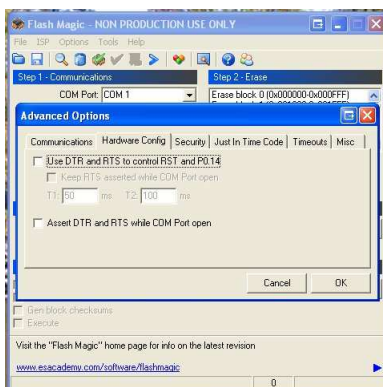 Flash Magic - NON PRODUCTION USE ONLY
File ISP Options Tools Help
Step 1 - Communications
Step 2 - Erase
COM Port: COM 1
Erase block 0 (0x000000-0x000FFF)
Advanced Options
Communications Hardware Config Security Just In Time Code Timeouts Misc
Use DTR and RTS to control RST and P0.14
Keep RTS asserted while COM Port open
T1: 50 ms T2: 100 ms
Assert DTR and RTS while COM Port open
Cancel OK
Gen block checksums
Execute
Visit the "Flash Magic" home page for info on the latest revision
www.esacademy.com/software/flashmagic
0